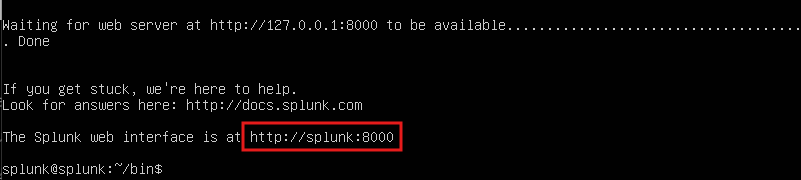 Waiting for web server at http://127.0.0.1:8000 to be available.....................................
. Done
If you get stuck, we're here to help.
Look for answers here: http://docs.splunk.com
The Splunk web interface is at http://splunk:8000
splunk@splunk:~/bin$